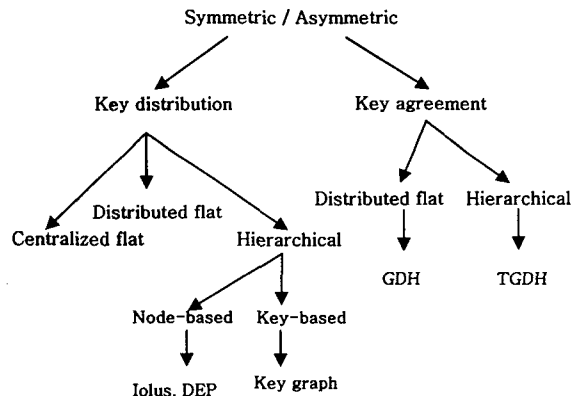 Symmetric / Asymmetric
Key distribution
Key agreement
Centralized flat
Distributed flat
Hierarchical
Distributed flat
Hierarchical
GDH
TGDH
Node-based
Key-based
Iolus, DEP
Key graph